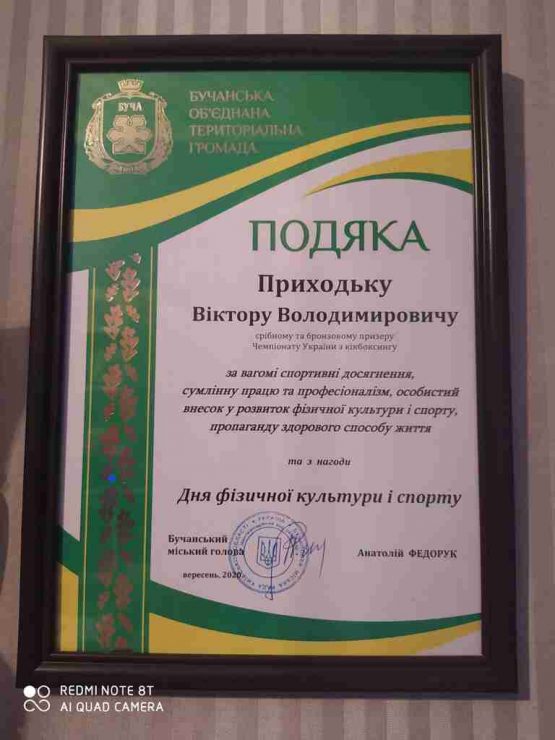 БУЧА
БУЧАНСЬКА
ОБ'ЄДНАНА
ТЕРИТОРІАЛЬНА
ГРОМАДА
ПОДЯКА
Приходьку
Віктору Володимировичу
срібному та бронзовому призеру
Чемпіонату України з кікбоксингу
за вагомі спортивні досягнення,
сумлінну працю та професіоналізм, особистий
внесок у розвиток фізичної культури і спорту,
пропаганду здорового способу життя
та з нагоди
Дня фізичної культури і спорту
Бучанський
міський голова
Анатолій ФЕДОРУК
вересень, 2020
REDMI NOTE 8T
AI QUAD CAMERA